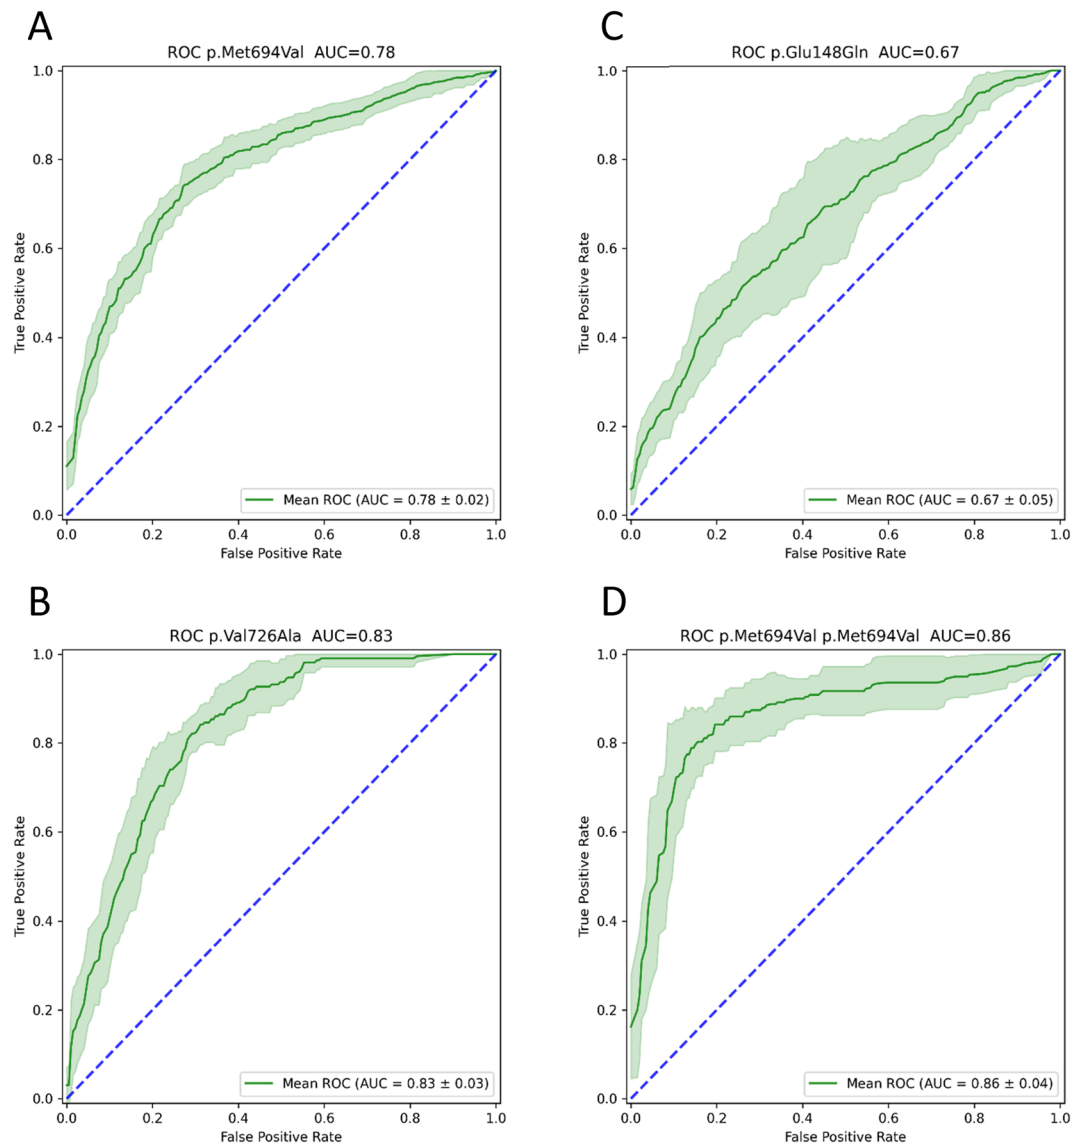 A
ROC p.Met694Val AUC=0.78
1.0
0.8
0.6
0.4
0.2
0.0
True Positive Rate
Mean ROC (AUC = 0.78 ± 0.02)
0.0 0.2 0.4 0.6 0.8 1.0
False Positive Rate
C
ROC p.Glu148Gln AUC=0.67
1.0
0.8
0.6
0.4
0.2
0.0
True Positive Rate
Mean ROC (AUC = 0.67 ± 0.05)
0.0 0.2 0.4 0.6 0.8 1.0
False Positive Rate
B
ROC p.Val726Ala AUC=0.83
1.0
0.8
0.6
0.4
0.2
0.0
True Positive Rate
Mean ROC (AUC = 0.83 ± 0.03)
0.0 0.2 0.4 0.6 0.8 1.0
False Positive Rate
D
ROC p.Met694Val p.Met694Val AUC=0.86
1.0
0.8
0.6
0.4
0.2
0.0
True Positive Rate
Mean ROC (AUC = 0.86 ± 0.04)
0.0 0.2 0.4 0.6 0.8 1.0
False Positive Rate